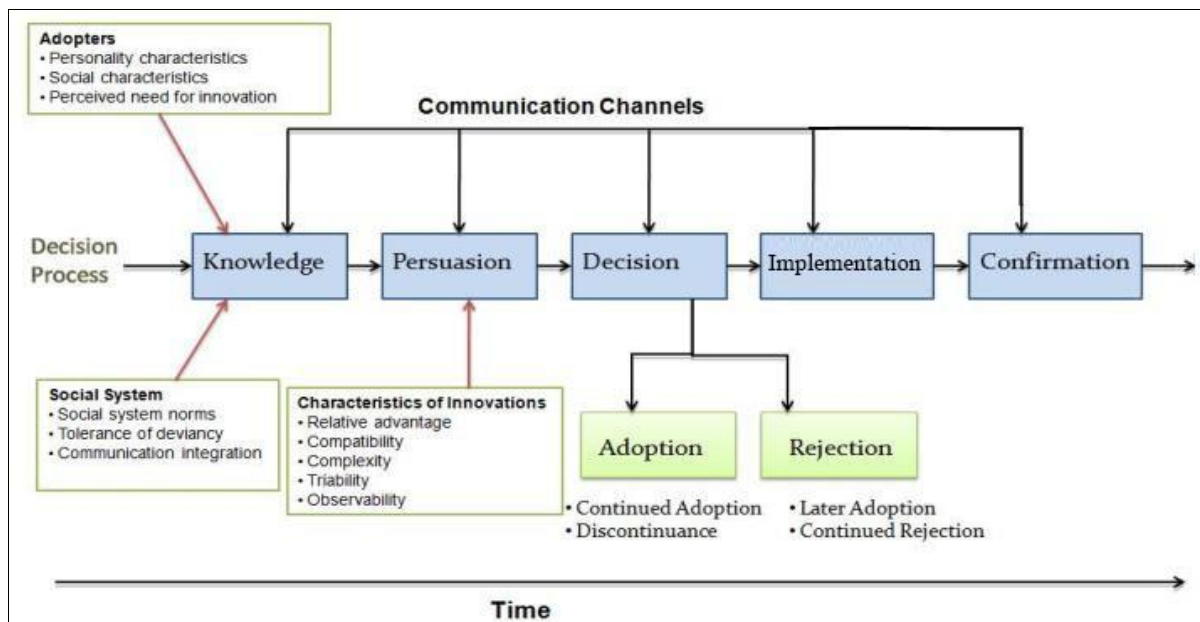 Adopters
• Personality characteristics
• Social characteristics
• Perceived need for innovation
Communication Channels
Decision
Process
Knowledge
Persuasion
Decision
Implementation
Confirmation
Social System
• Social system norms
• Tolerance of deviancy
• Communication integration
Characteristics of Innovations
• Relative advantage
• Compatibility
• Complexity
• Triability
• Observability
Adoption
Rejection
• Continued Adoption
• Discontinuance
• Later Adoption
• Continued Rejection
Time